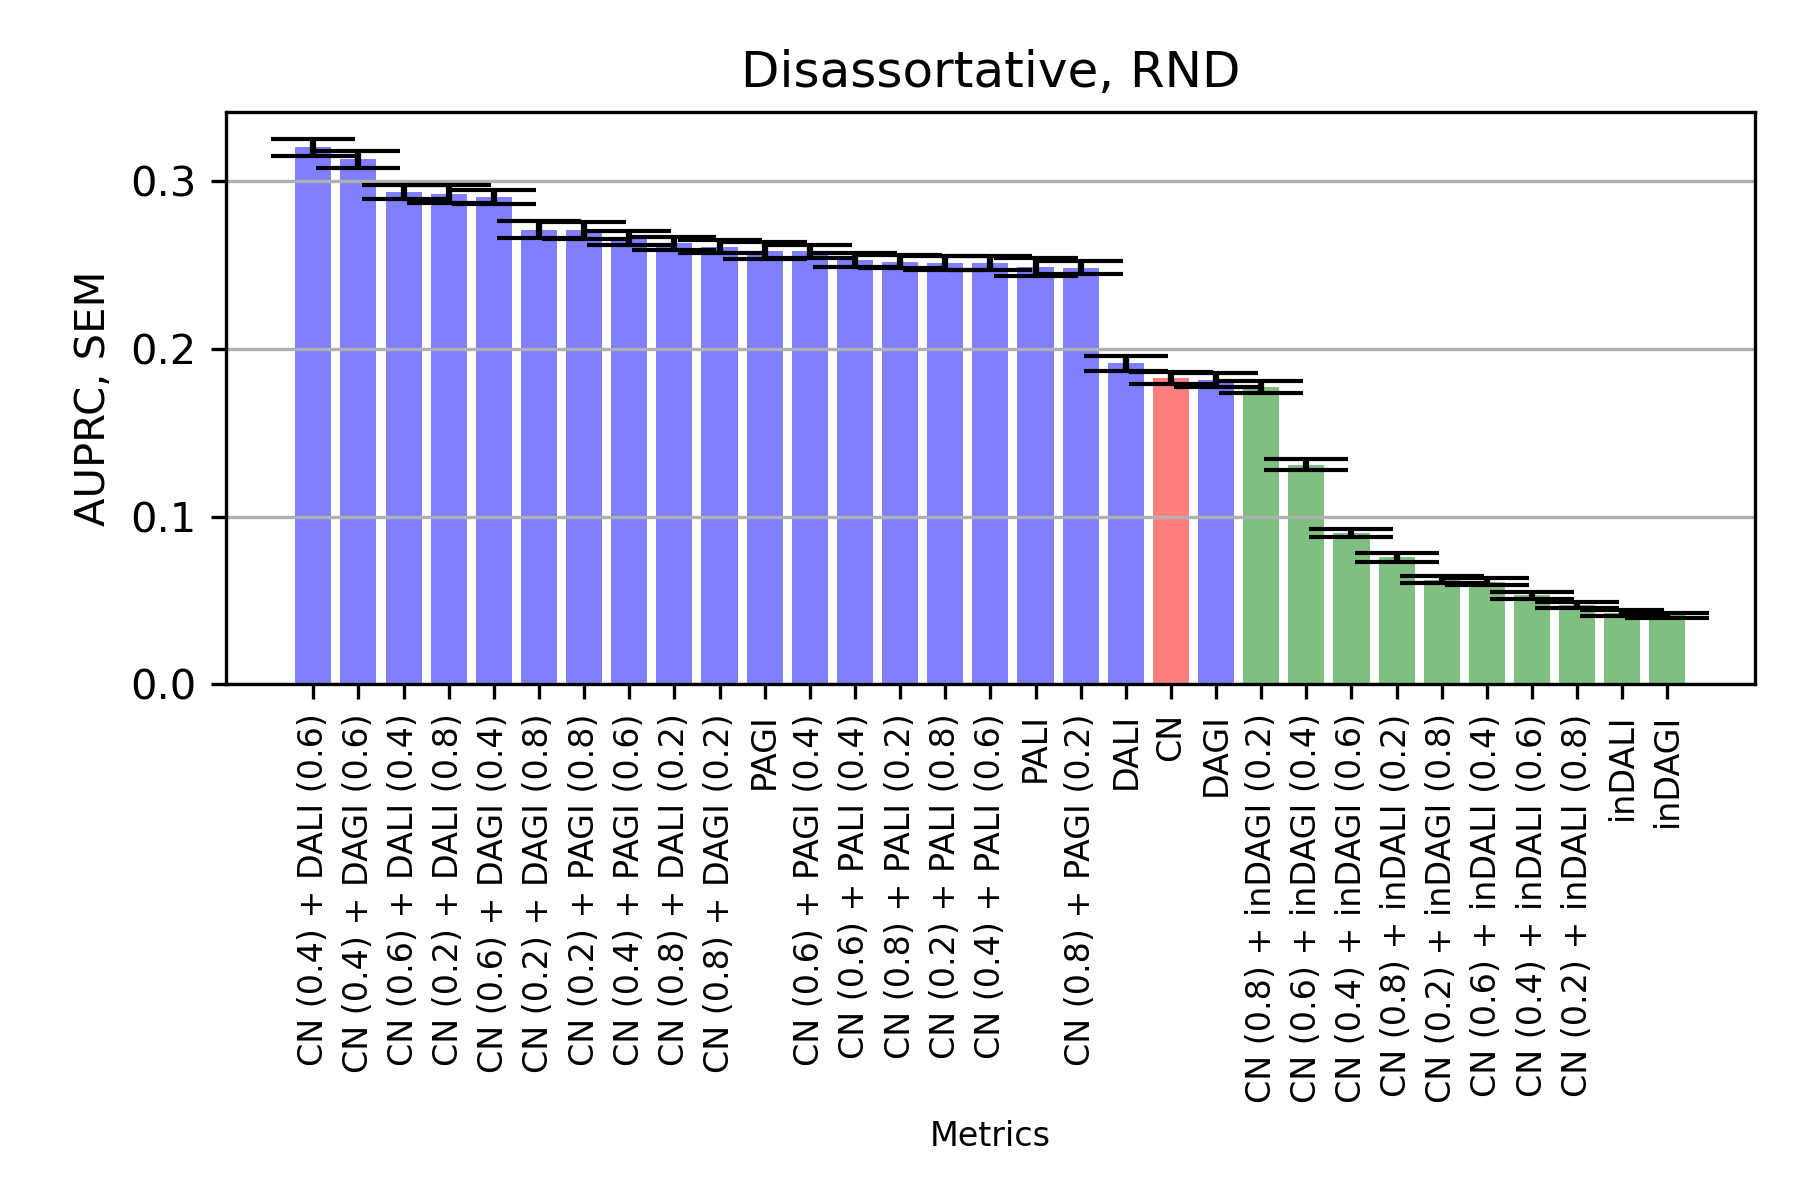 Disassortative, RND
AUPRC, SEM
0.3
0.2
0.1
0.0
CN (0.4) + DALI (0.6)
CN (0.4) + DAGI (0.6)
CN (0.6) + DALI (0.4)
CN (0.2) + DALI (0.8)
CN (0.6) + DAGI (0.4)
CN (0.2) + DAGI (0.8)
CN (0.2) + PAGI (0.8)
CN (0.4) + PAGI (0.6)
CN (0.8) + DALI (0.2)
CN (0.8) + DAGI (0.2)
PAGI
CN (0.6) + PAGI (0.4)
CN (0.6) + PALI (0.4)
CN (0.8) + PALI (0.2)
CN (0.2) + PALI (0.8)
CN (0.4) + PALI (0.6)
PALI
CN (0.8) + PAGI (0.2)
DALI
CN
DAGI
CN (0.8) + inDAGI (0.2)
CN (0.6) + inDAGI (0.4)
CN (0.4) + inDAGI (0.6)
CN (0.8) + inDALI (0.2)
CN (0.2) + inDAGI (0.8)
CN (0.6) + inDALI (0.4)
CN (0.4) + inDALI (0.6)
CN (0.2) + inDALI (0.8)
inDALI
inDAGI
Metrics